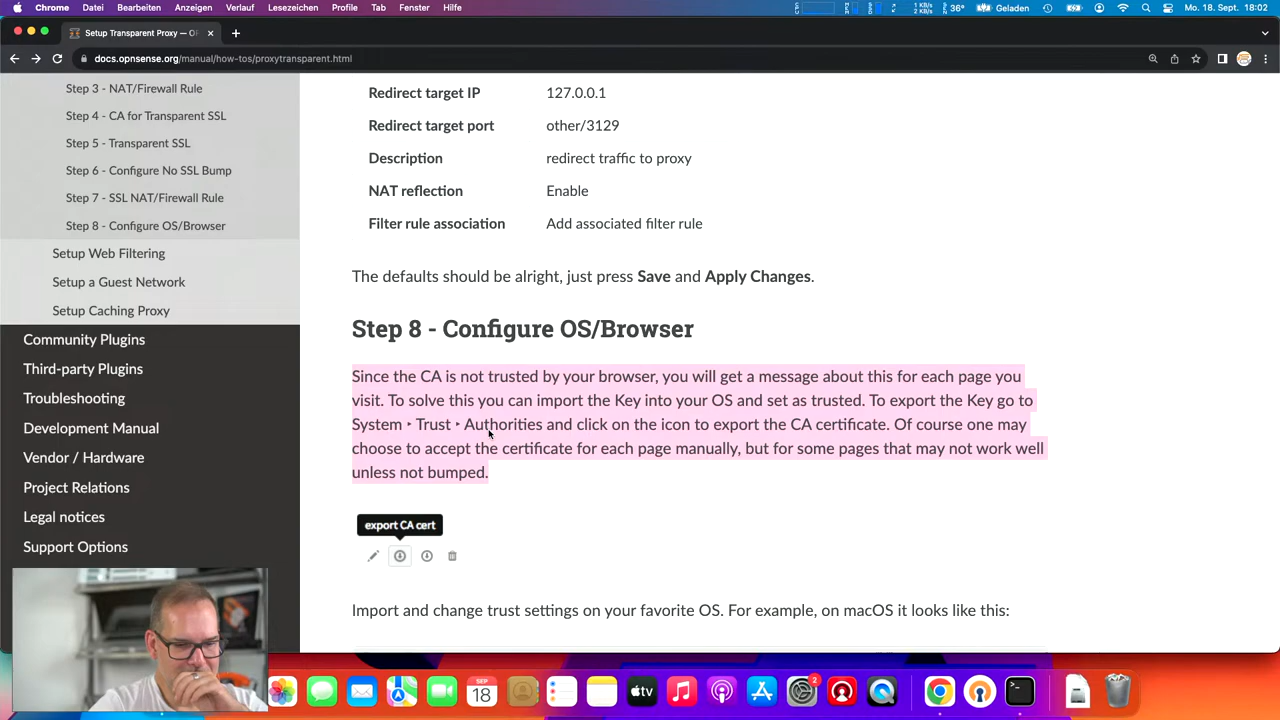 Chrome Datei Bearbeiten Anzeigen Verlauf Lesezeichen Profile Tab Fenster Hilfe
1 KB/s
2 KB/s
36° Geladen Mo. 18. Sept. 18:02
Setup Transparent Proxy — OP
docs.opnsense.org/manual/how-tos/proxytransparent.html
Step 3 - NAT/Firewall Rule
Step 4 - CA for Transparent SSL
Step 5 - Transparent SSL
Step 6 - Configure No SSL Bump
Step 7 - SSL NAT/Firewall Rule
Step 8 - Configure OS/Browser
Setup Web Filtering
Setup a Guest Network
Setup Caching Proxy
Community Plugins
Third-party Plugins
Troubleshooting
Development Manual
Vendor / Hardware
Project Relations
Legal notices
Support Options
Redirect target IP 127.0.0.1
Redirect target port other/3129
Description redirect traffic to proxy
NAT reflection Enable
Filter rule association Add associated filter rule
The defaults should be alright, just press Save and Apply Changes.
Step 8 - Configure OS/Browser
Since the CA is not trusted by your browser, you will get a message about this for each page you
visit. To solve this you can import the Key into your OS and set as trusted. To export the Key go to
System ‣ Trust ‣ Authorities and click on the icon to export the CA certificate. Of course one may
choose to accept the certificate for each page manually, but for some pages that may not work well
unless not bumped.
export CA cert
Import and change trust settings on your favorite OS. For example, on macOS it looks like this:
SEP
18
tv
2